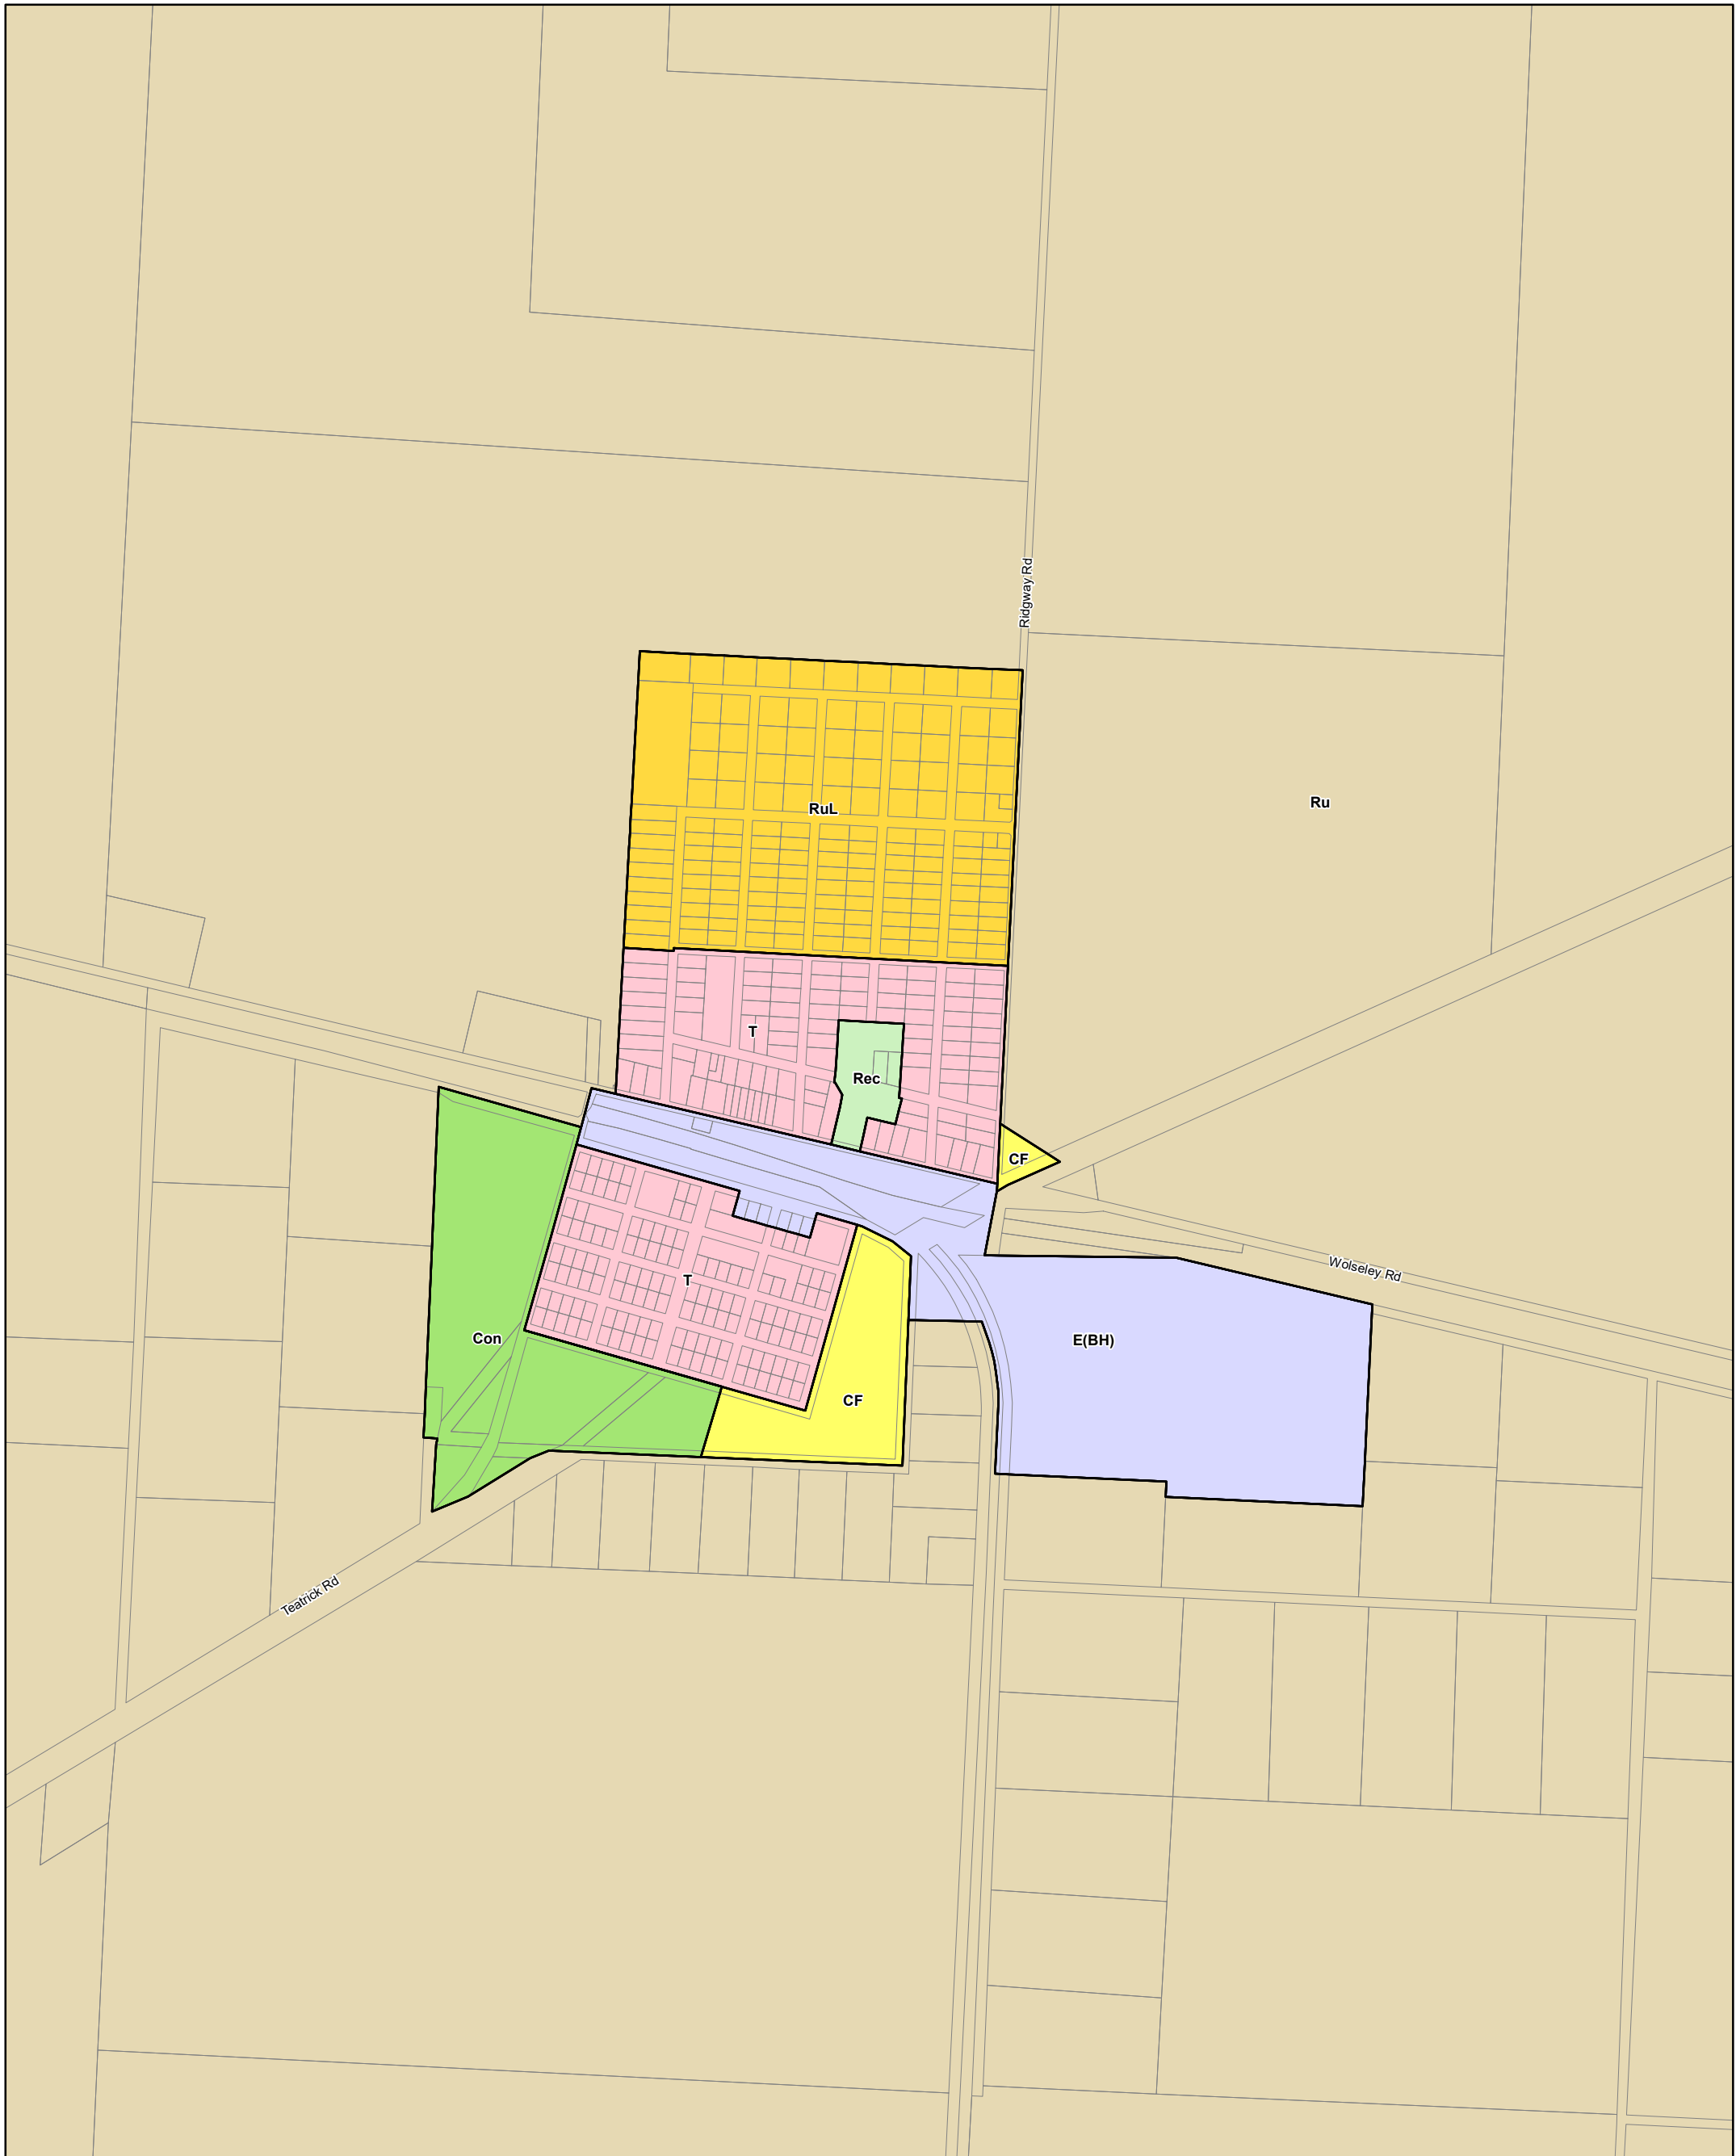 Ridgway Rd
RuL
Ru
T
Rec
CF
Wolseley Rd
T
Con
E(BH)
CF
Teatrick Rd